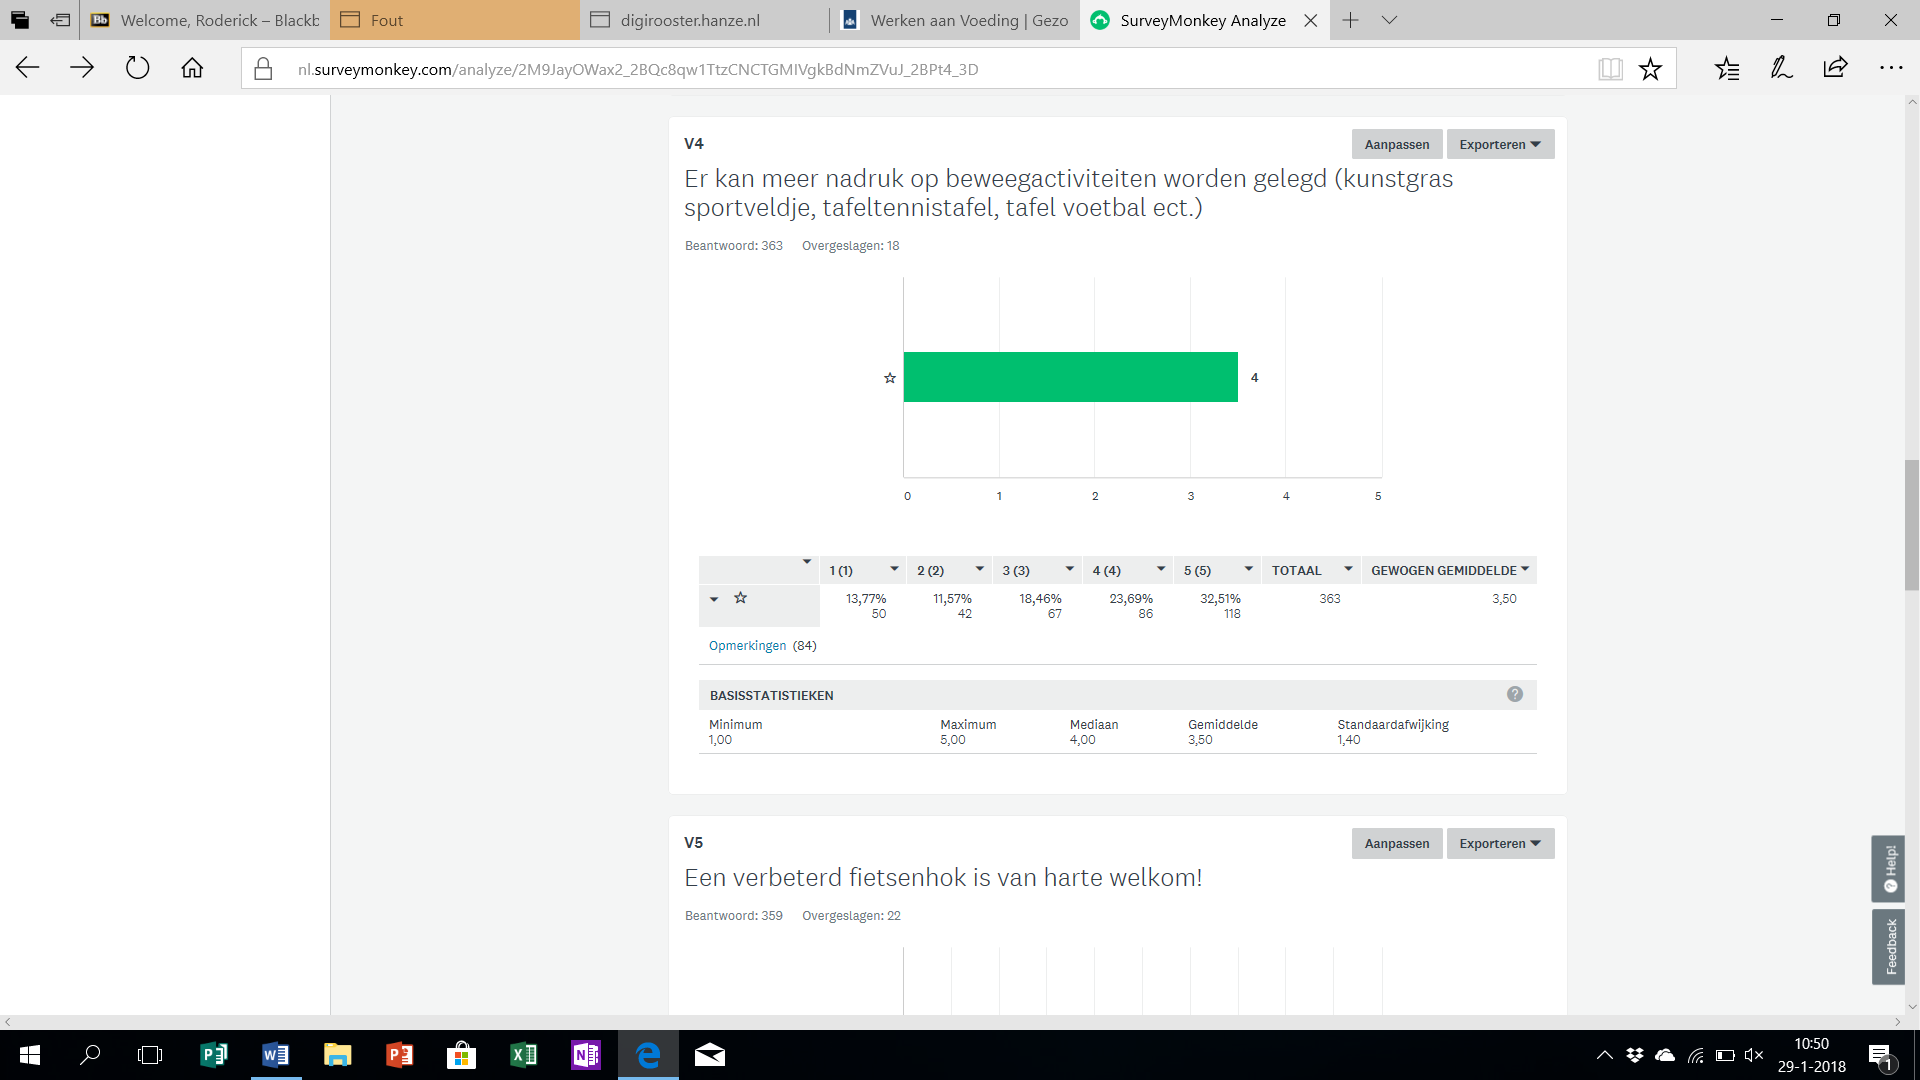 Welcome, Roderick – Blackb
Fout
digirooster.hanze.nl
Werken aan Voeding | Gezo
SurveyMonkey Analyze
nl.surveymonkey.com/analyze/2M9JayOWax2_2BQc8qw1TtzCNCTGMIVgkBdNmZVuJ_2BPt4_3D
V4
Aanpassen
Exporteren
Er kan meer nadruk op beweegactiviteiten worden gelegd (kunstgras
sportveldje, tafeltennistafel, tafel voetbal ect.)
Beantwoord: 363 Overgeslagen: 18
4
0 1 2 3 4 5
1 (1) 2 (2) 3 (3) 4 (4) 5 (5) TOTAAL GEWOGEN GEMIDDELDE
13,77% 11,57% 18,46% 23,69% 32,51% 363 3,50
50 42 67 86 118
Opmerkingen (84)
BASISSTATISTIEKEN
?
Minimum Maximum Mediaan Gemiddelde Standaardafwijking
1,00 5,00 4,00 3,50 1,40
V5
Aanpassen
Exporteren
Een verbeterd fietsenhok is van harte welkom!
Beantwoord: 359 Overgeslagen: 22
? Help!
Feedback
10:50
29-1-2018
1